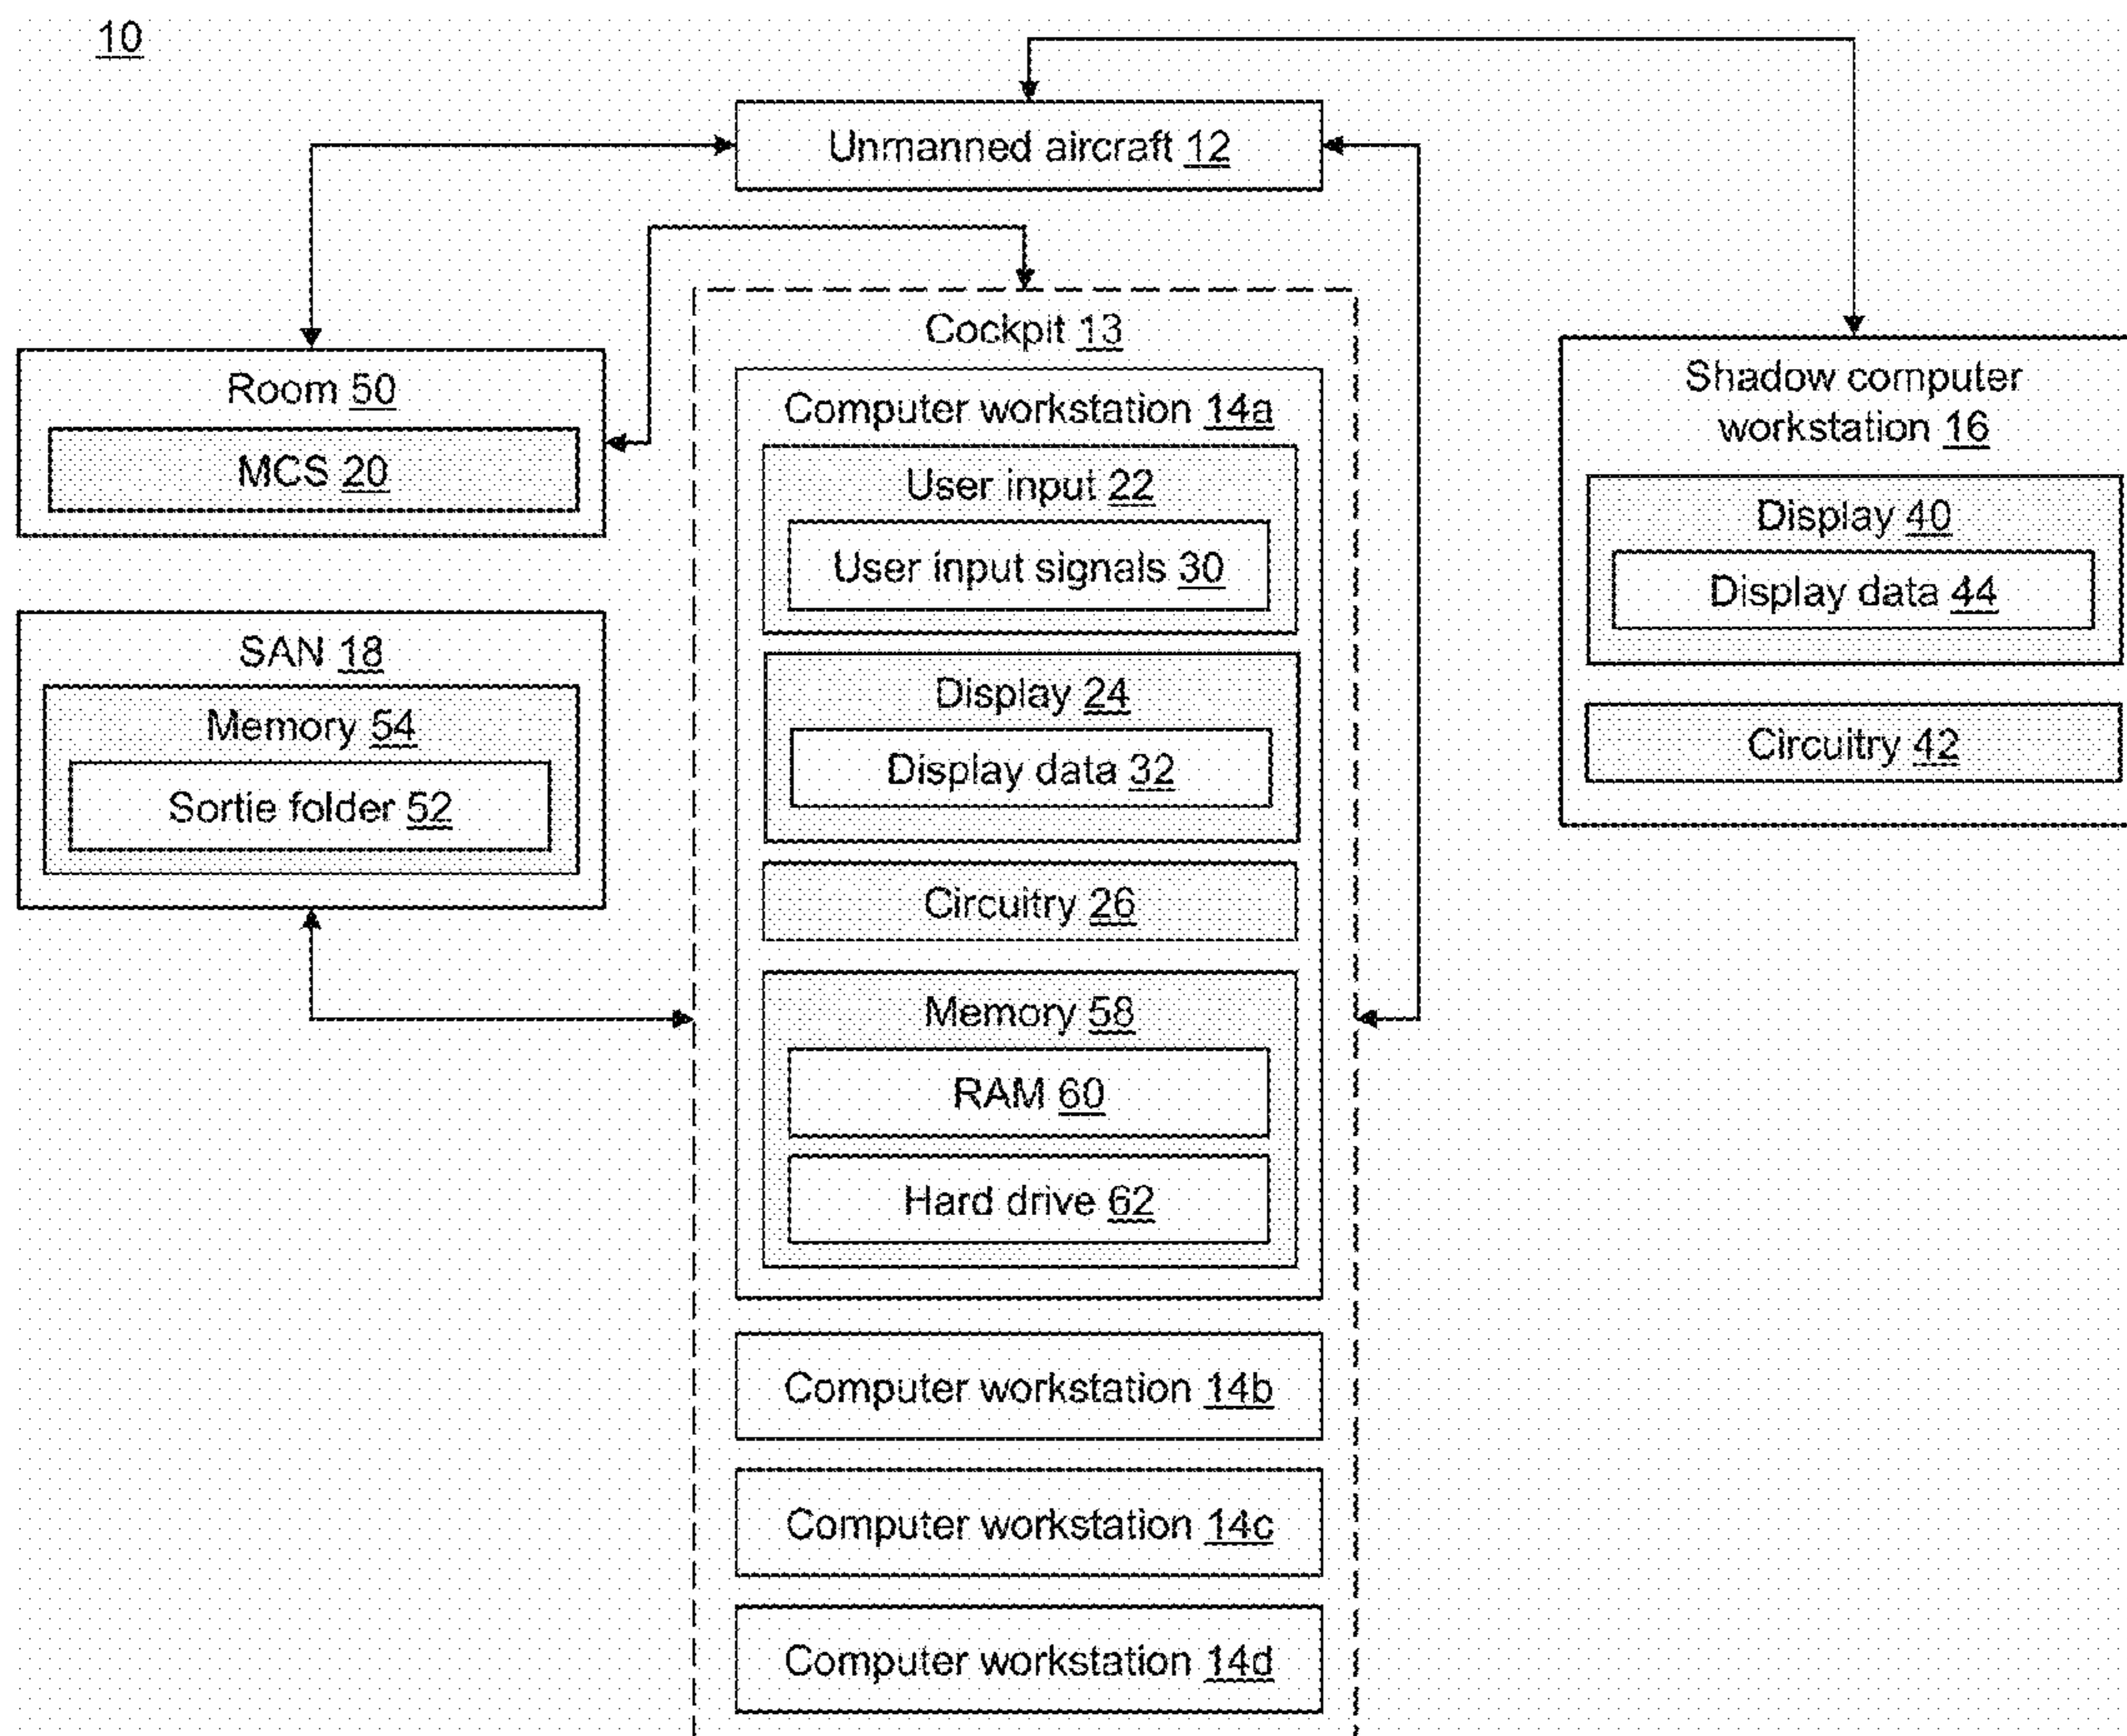 10
Unmanned aircraft 12
Room 50
MCS 20
SAN 18
Memory 54
Sortie folder 52
Cockpit 13
Computer workstation 14a
User input 22
User input signals 30
Display 24
Display data 32
Circuitry 26
Memory 58
RAM 60
Hard drive 62
Computer workstation 14b
Computer workstation 14c
Computer workstation 14d
Shadow computer
workstation 16
Display 40
Display data 44
Circuitry 42